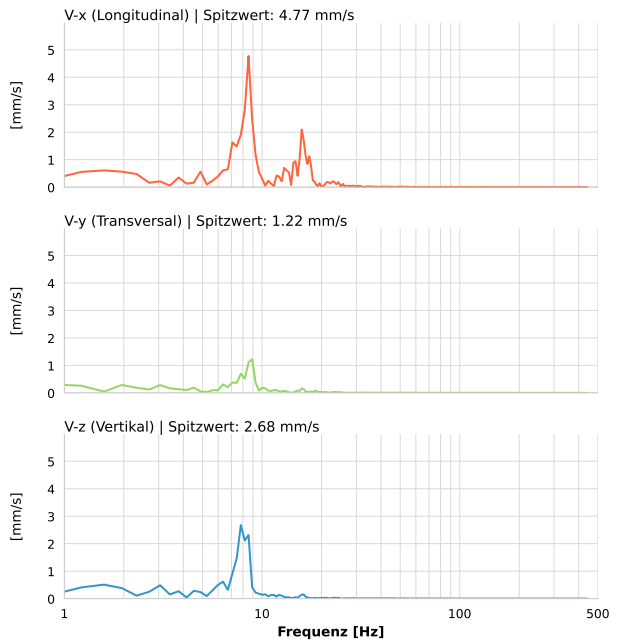 V-x (Longitudinal) | Spitzwert: 4.77 mm/s
[mm/s]
5
4
3
2
1
0
V-y (Transversal) | Spitzwert: 1.22 mm/s
[mm/s]
5
4
3
2
1
0
V-z (Vertikal) | Spitzwert: 2.68 mm/s
[mm/s]
5
4
3
2
1
0
1 10 100 500
Frequenz [Hz]